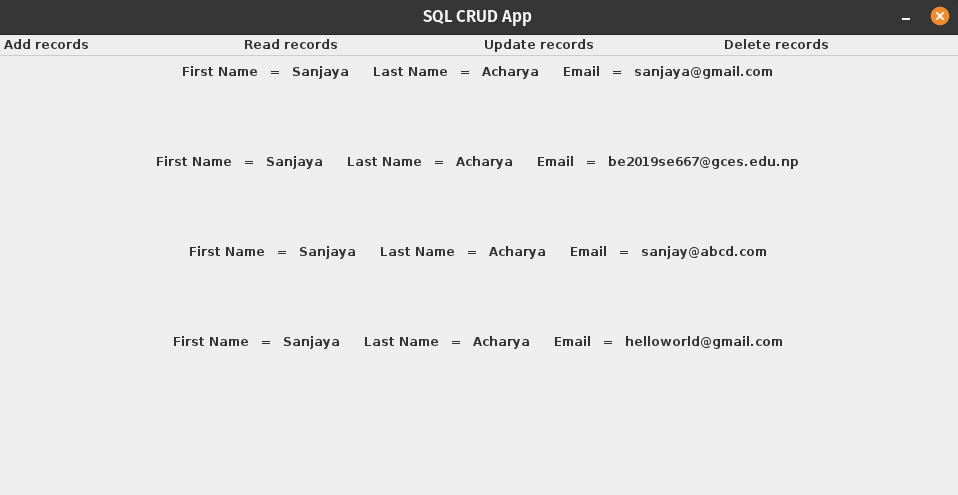 SQL CRUD App
Add records Read records Update records Delete records
First Name = Sanjaya Last Name = Acharya Email = sanjaya@gmail.com
First Name = Sanjaya Last Name = Acharya Email = be2019se667@gces.edu.np
First Name = Sanjaya Last Name = Acharya Email = sanjay@abcd.com
First Name = Sanjaya Last Name = Acharya Email = helloworld@gmail.com